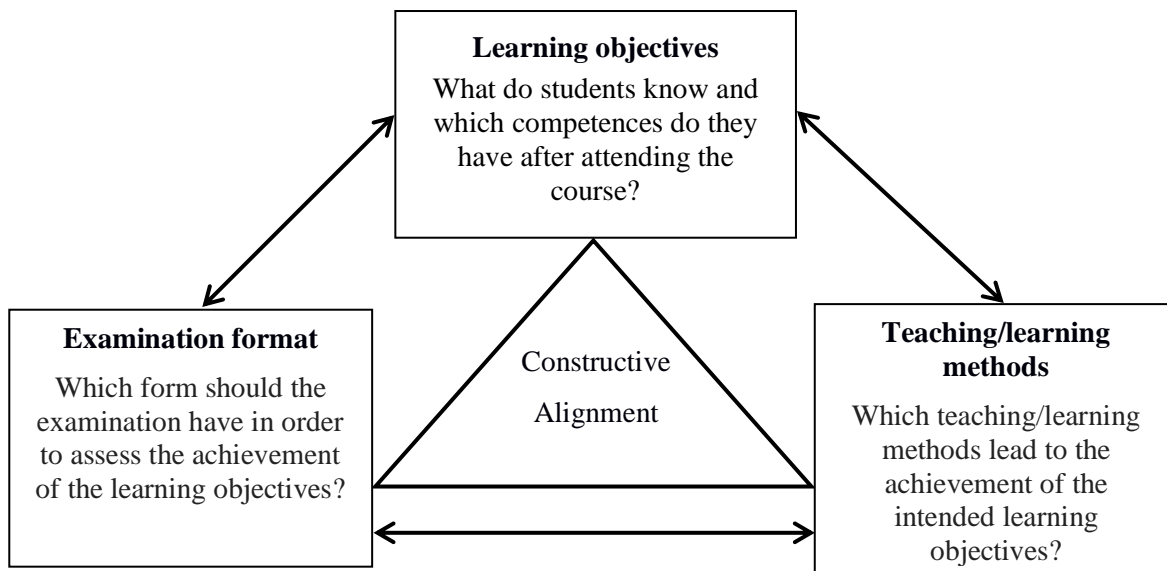 Learning objectives
What do students know and
which competences do they
have after attending the
course?
Examination format
Which form should the
examination have in order
to assess the achievement
of the learning objectives?
Constructive
Alignment
Teaching/learning
methods
Which teaching/learning
methods lead to the
achievement of the
intended learning
objectives?